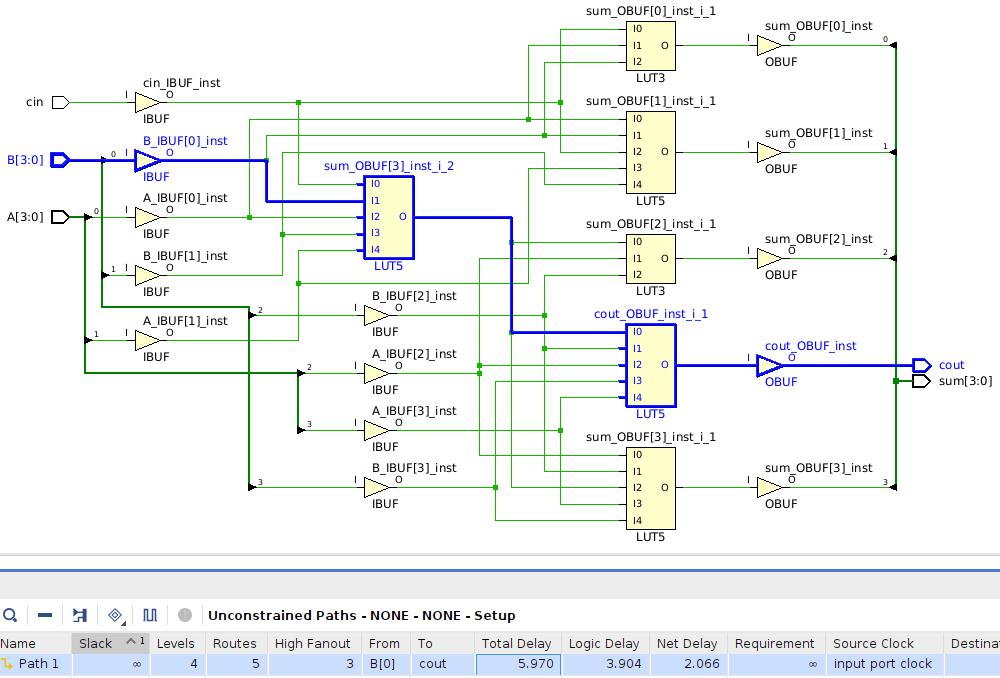 sum_OBUF[0]_inst_i_1
I0
I1 O
I2
LUT3
sum_OBUF[0]_inst
I O
OBUF
0
cin
cin_IBUF_inst
I O
IBUF
sum_OBUF[1]_inst_i_1
I0
I1
I2 O
I3
I4
LUT5
sum_OBUF[1]_inst
I O
OBUF
1
B[3:0]
0
B_IBUF[0]_inst
I O
IBUF
A[3:0]
0
A_IBUF[0]_inst
I O
IBUF
sum_OBUF[3]_inst_i_2
I0
I1
I2 O
I3
I4
LUT5
sum_OBUF[2]_inst_i_1
I0
I1 O
I2
LUT3
sum_OBUF[2]_inst
I O
OBUF
2
1
B_IBUF[1]_inst
I O
IBUF
1
A_IBUF[1]_inst
I O
IBUF
2
B_IBUF[2]_inst
I O
IBUF
2
A_IBUF[2]_inst
I O
IBUF
3
A_IBUF[3]_inst
I O
IBUF
3
B_IBUF[3]_inst
I O
IBUF
cout_OBUF_inst_i_1
I0
I1
I2 O
I3
I4
LUT5
cout_OBUF_inst
I O
OBUF
cout
sum[3:0]
sum_OBUF[3]_inst_i_1
I0
I1
I2 O
I3
I4
LUT5
sum_OBUF[3]_inst
I O
OBUF
3
Unconstrained Paths - NONE - NONE - Setup
Name Slack 1 Levels Routes High Fanout From To Total Delay Logic Delay Net Delay Requirement Source Clock Destina
Path 1 ∞ 4 5 3 B[0] cout 5.970 3.904 2.066 ∞ input port clock